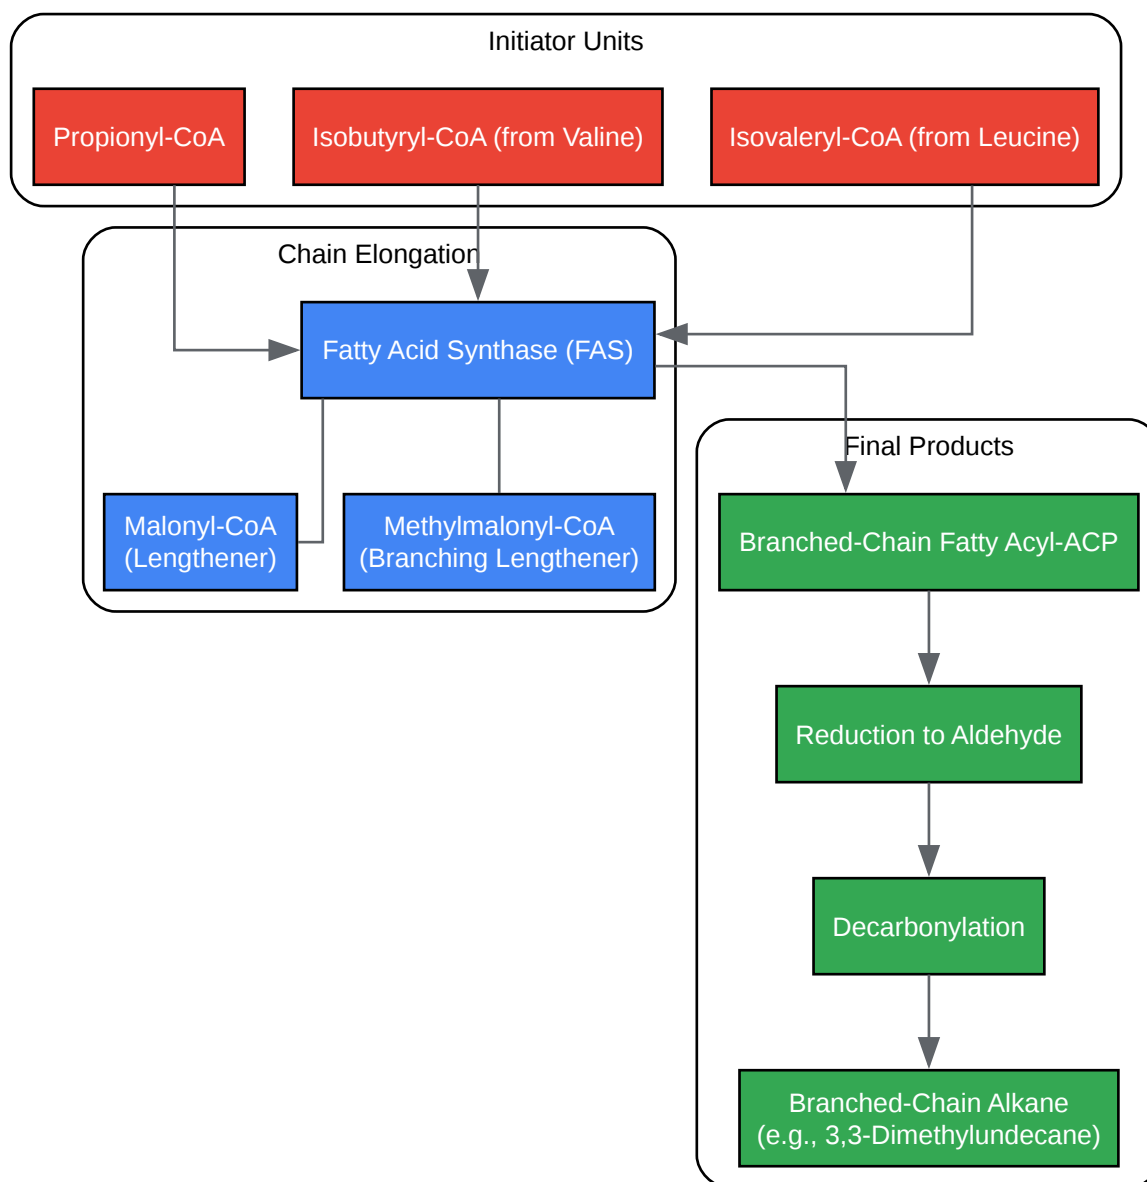 Initiator Units
Propionyl-CoA
Isobutyryl-CoA (from Valine)
Isovaleryl-CoA (from Leucine)
Chain Elongation
Fatty Acid Synthase (FAS)
Malonyl-CoA
(Lengthener)
Methylmalonyl-CoA
(Branching Lengthener)
Final Products
Branched-Chain Fatty Acyl-ACP
Reduction to Aldehyde
Decarbonylation
Branched-Chain Alkane
(e.g., 3,3-Dimethylundecane)